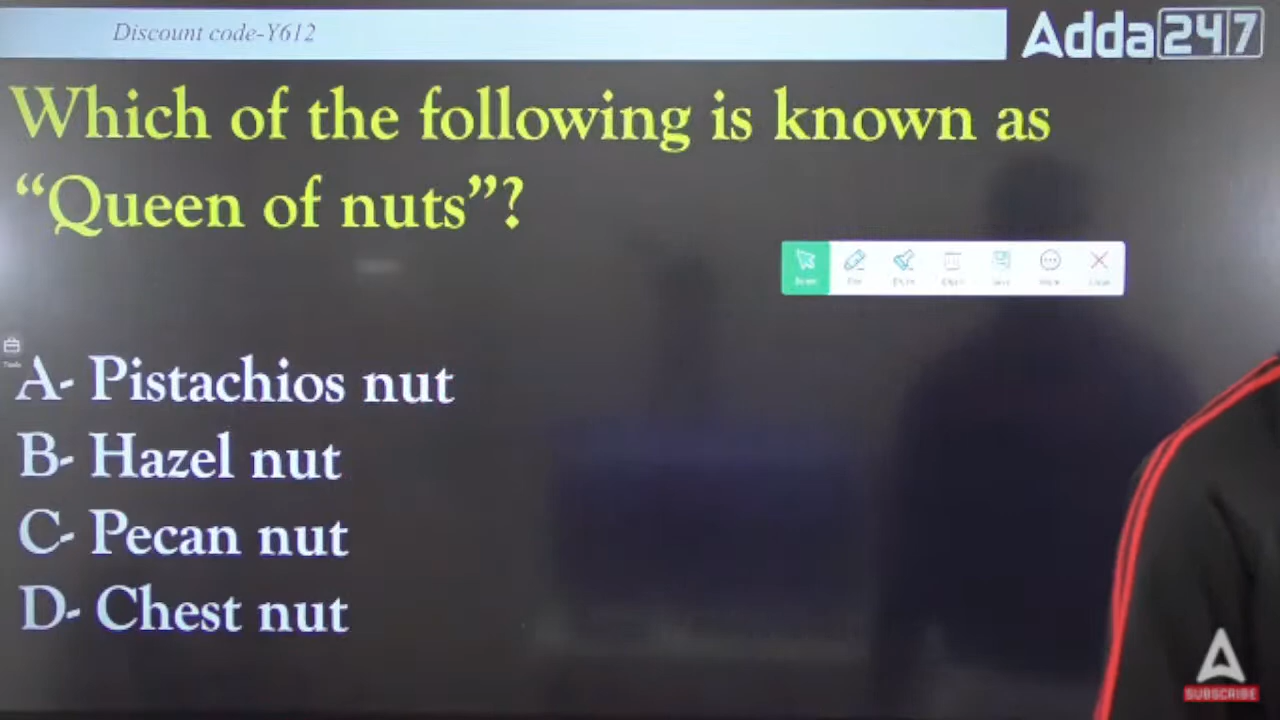 Discount code-Y612
Adda247
Which of the following is known as
“Queen of nuts”?
A- Pistachios nut
B- Hazel nut
C- Pecan nut
D- Chest nut
SUBSCRIBE